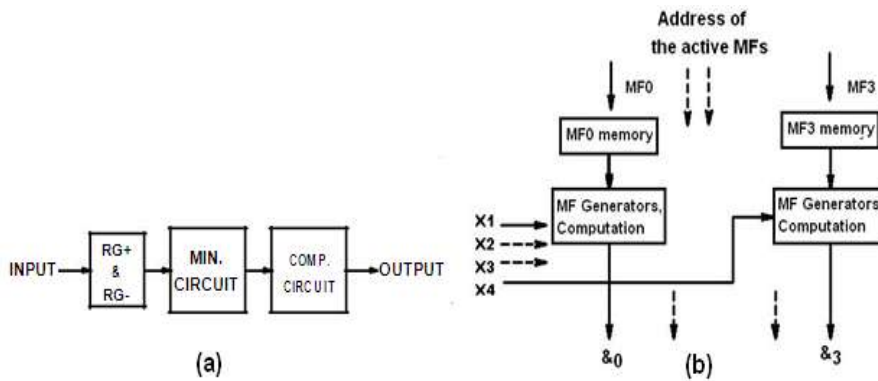 INPUT
RG+
&
RG-
MIN.
CIRCUIT
COMP.
CIRCUIT
OUTPUT
(a)
Address of
the active MFs
MF0
MF3
MF0 memory
MF3 memory
MF Generators,
Computation
MF Generators,
Computation
X1
X2
X3
X4
&0
(b)
&3